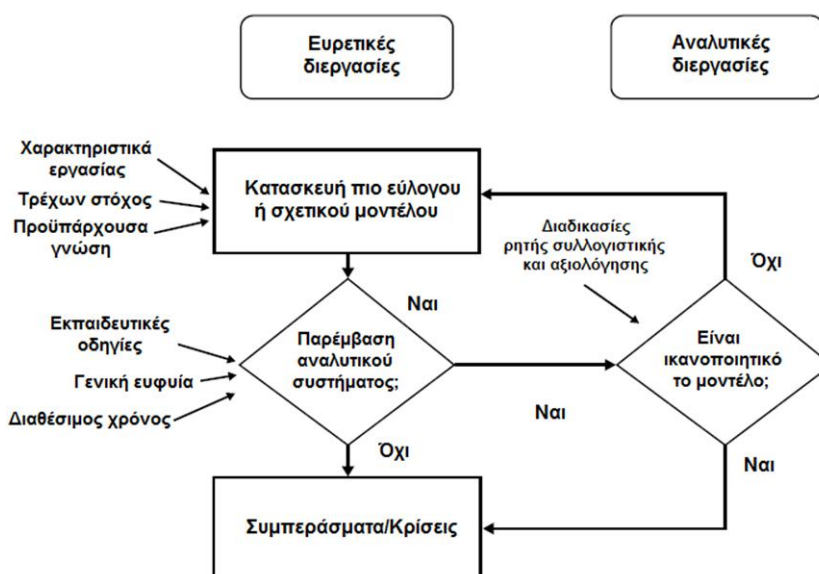 Ευρετικές
διεργασίες
Αναλυτικές
διεργασίες
Χαρακτηριστικά
εργασίας
Τρέχων στόχος
Προϋπάρχουσα
γνώση
Κατασκευή πιο εύλογου
ή σχετικού μοντέλου
Διαδικασίες
ρητής συλλογιστικής
και αξιολόγησης
Όχι
Ναι
Εκπαιδευτικές
οδηγίες
Γενική ευφυία
Διαθέσιμος χρόνος
Παρέμβαση
αναλυτικού
συστήματος;
Είναι
ικανοποιητικό
το μοντέλο;
Ναι
Όχι
Ναι
Συμπεράσματα/Κρίσεις